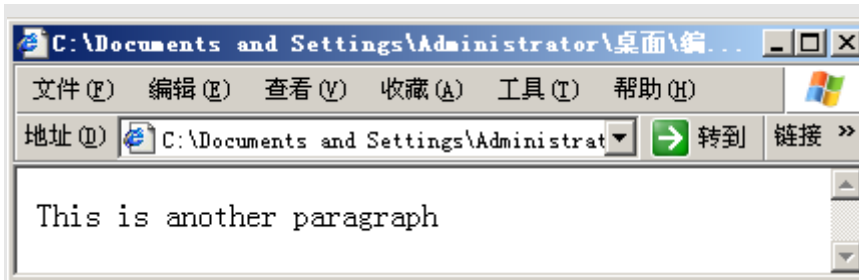 C:\Documents and Settings\Administrator\桌面\编...
文件(F) 编辑(E) 查看(V) 收藏(A) 工具(T) 帮助(H)
地址(D) C:\Documents and Settings\Administrat 转到 链接 »
This is another paragraph